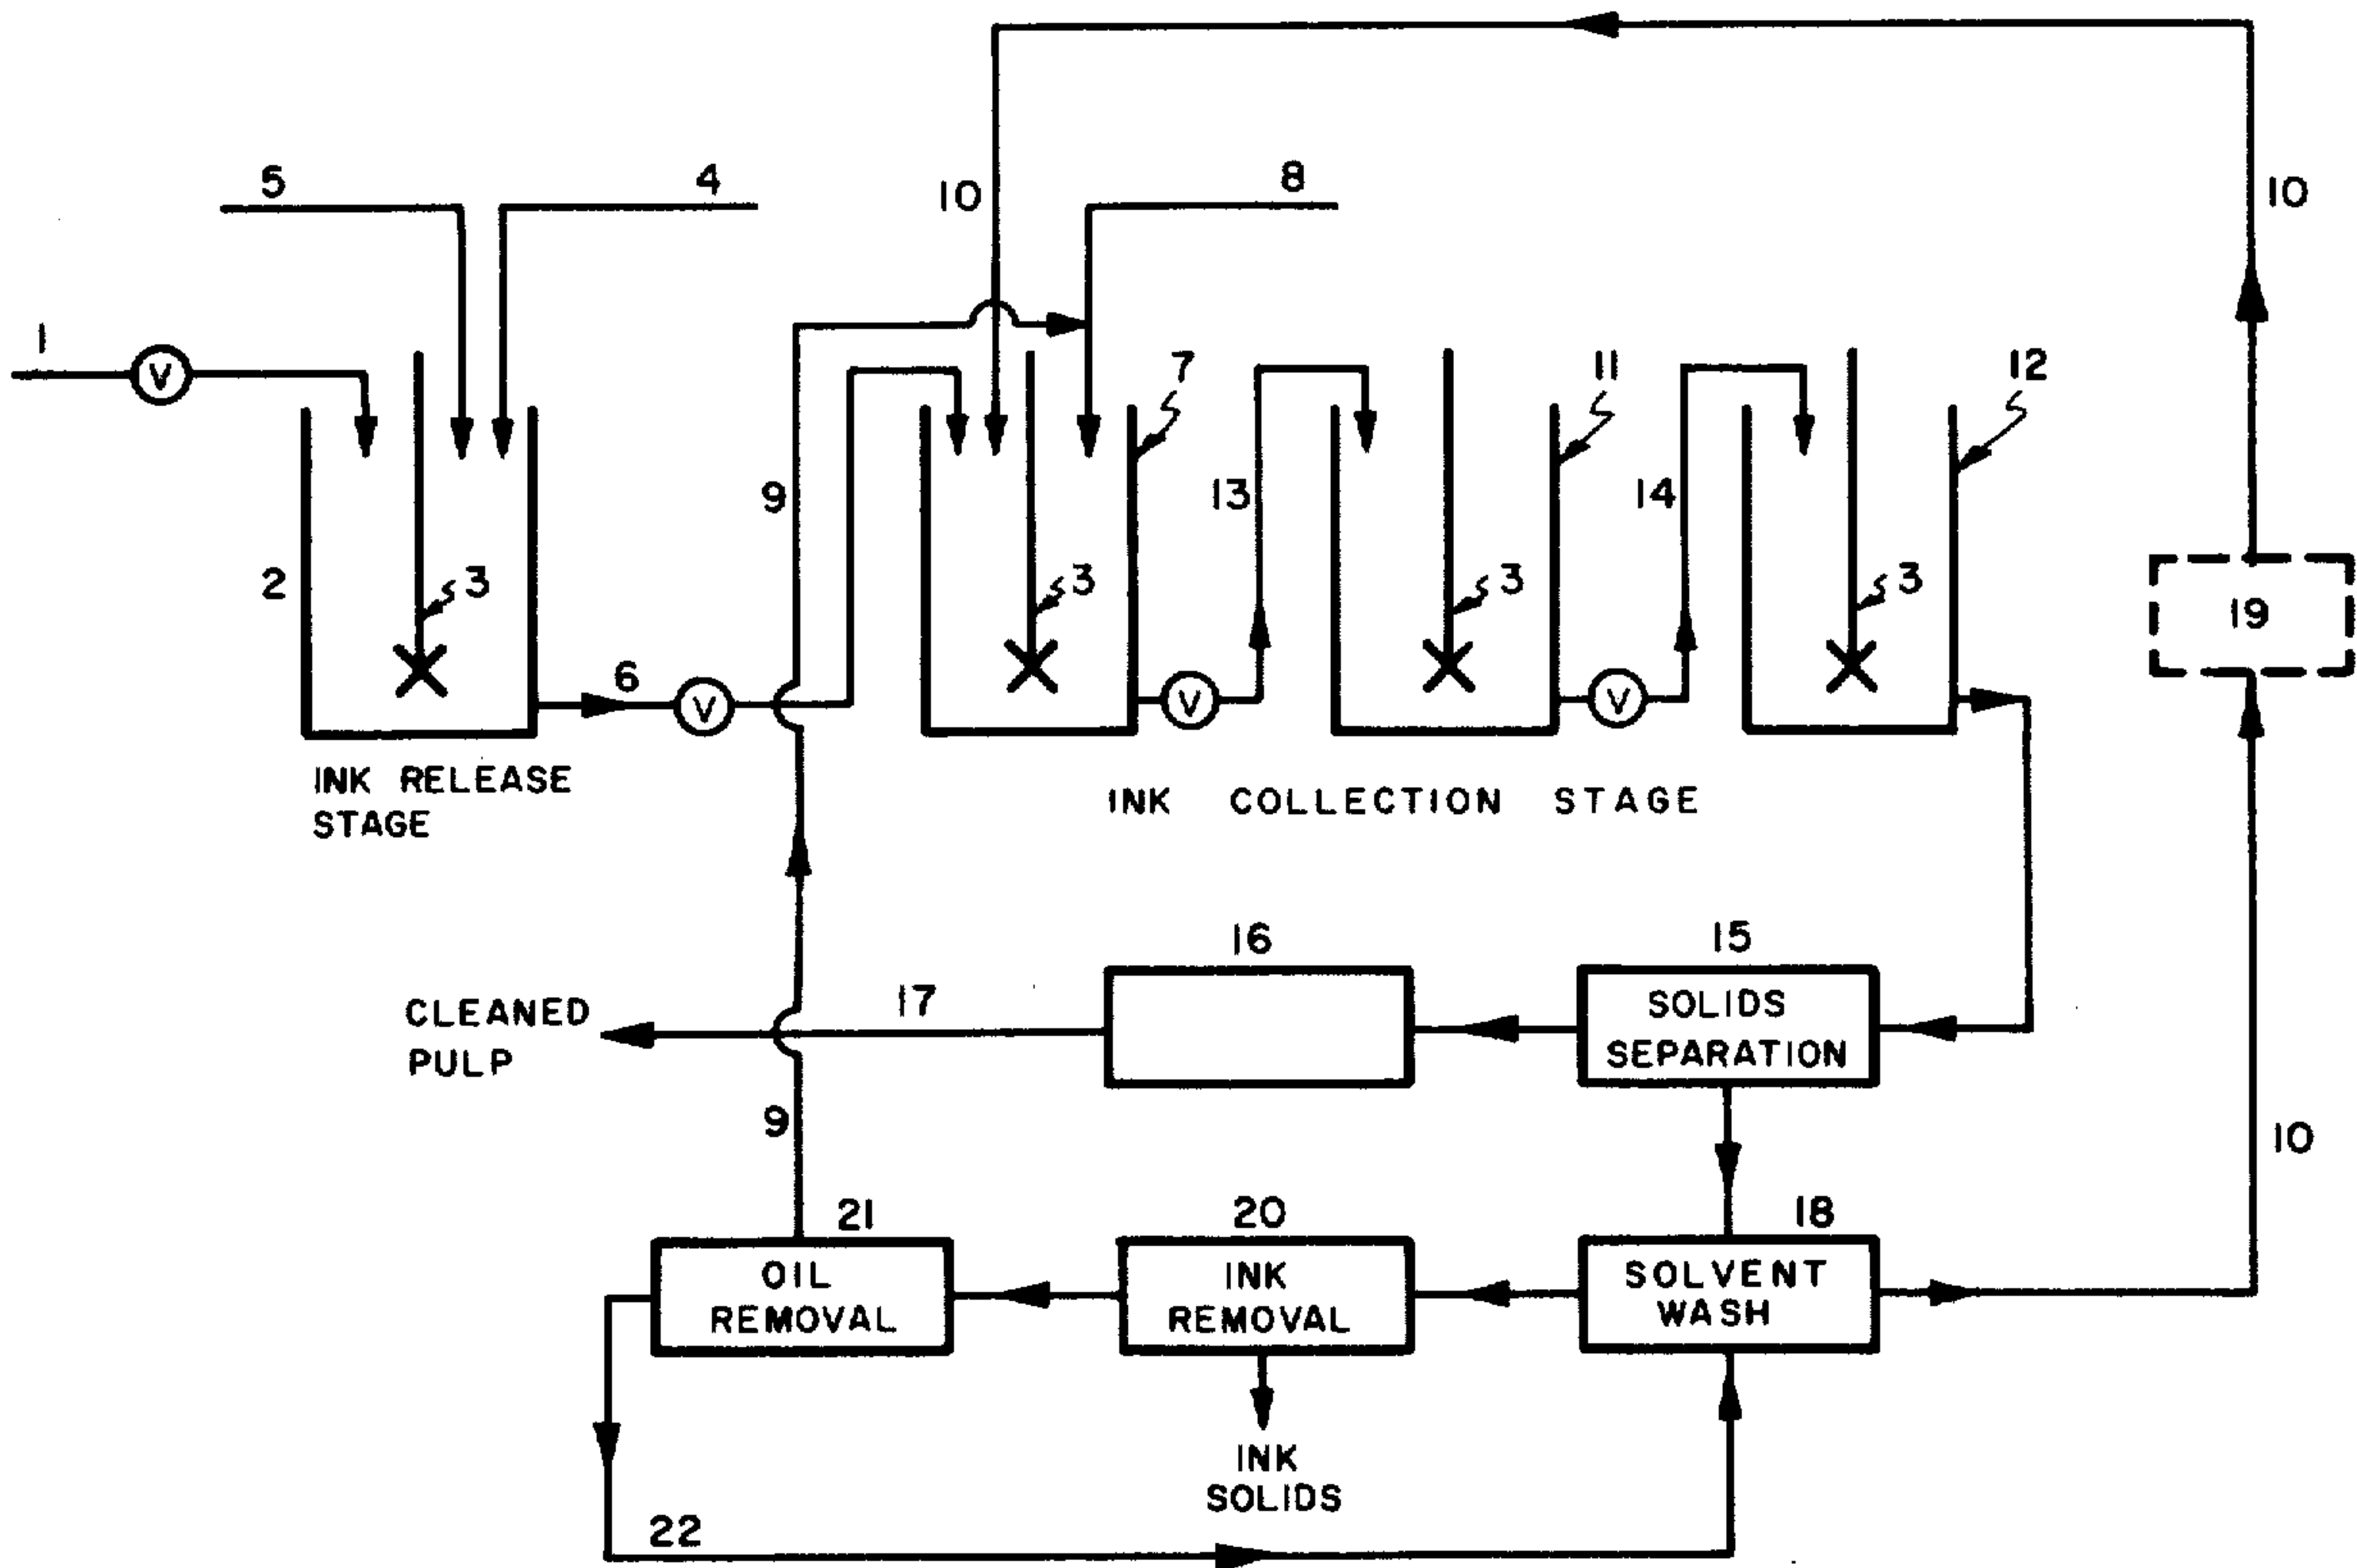 10
5
4
8
10
10
1
V
7
11
12
9
13
14
2
3
3
3
3
19
6
V
V
V
INK RELEASE
STAGE
INK COLLECTION STAGE
16
15
CLEANED
PULP
17
SOLIDS
SEPARATION
9
10
21
20
18
OIL
REMOVAL
INK
REMOVAL
SOLVENT
WASH
INK
SOLIDS
22